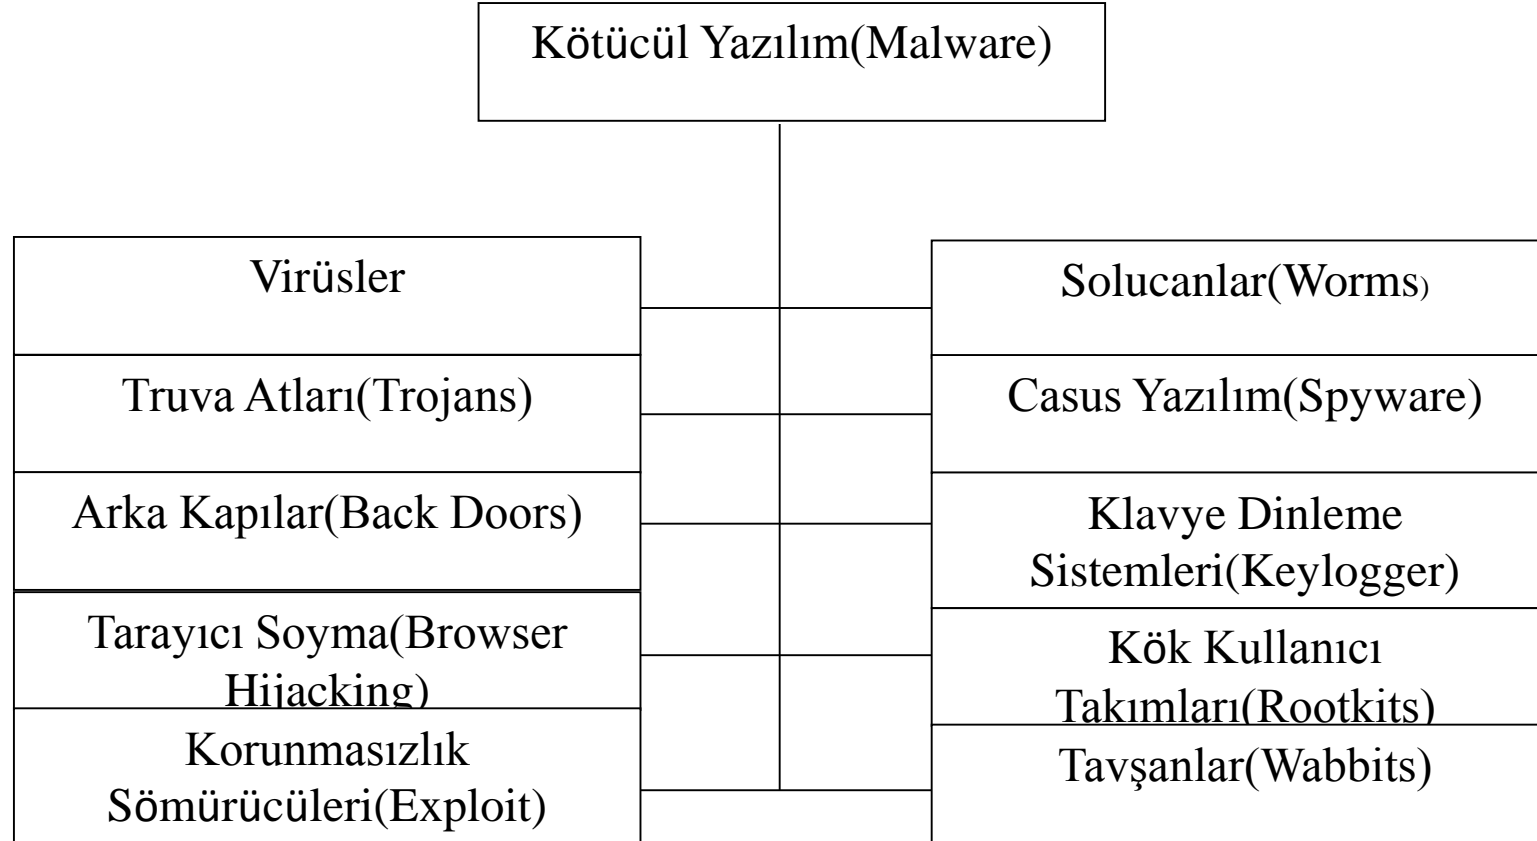 Kötücül Yazılım(Malware)
Virüsler
Solucanlar(Worms)
Truva Atları(Trojans)
Casus Yazılım(Spyware)
Arka Kapılar(Back Doors)
Klavye Dinleme
Sistemleri(Keylogger)
Tarayıcı Soyma(Browser
Hijacking)
Kök Kullanıcı
Takımları(Rootkits)
Korunmasızlık
Sömürücüleri(Exploit)
Tavşanlar(Wabbits)